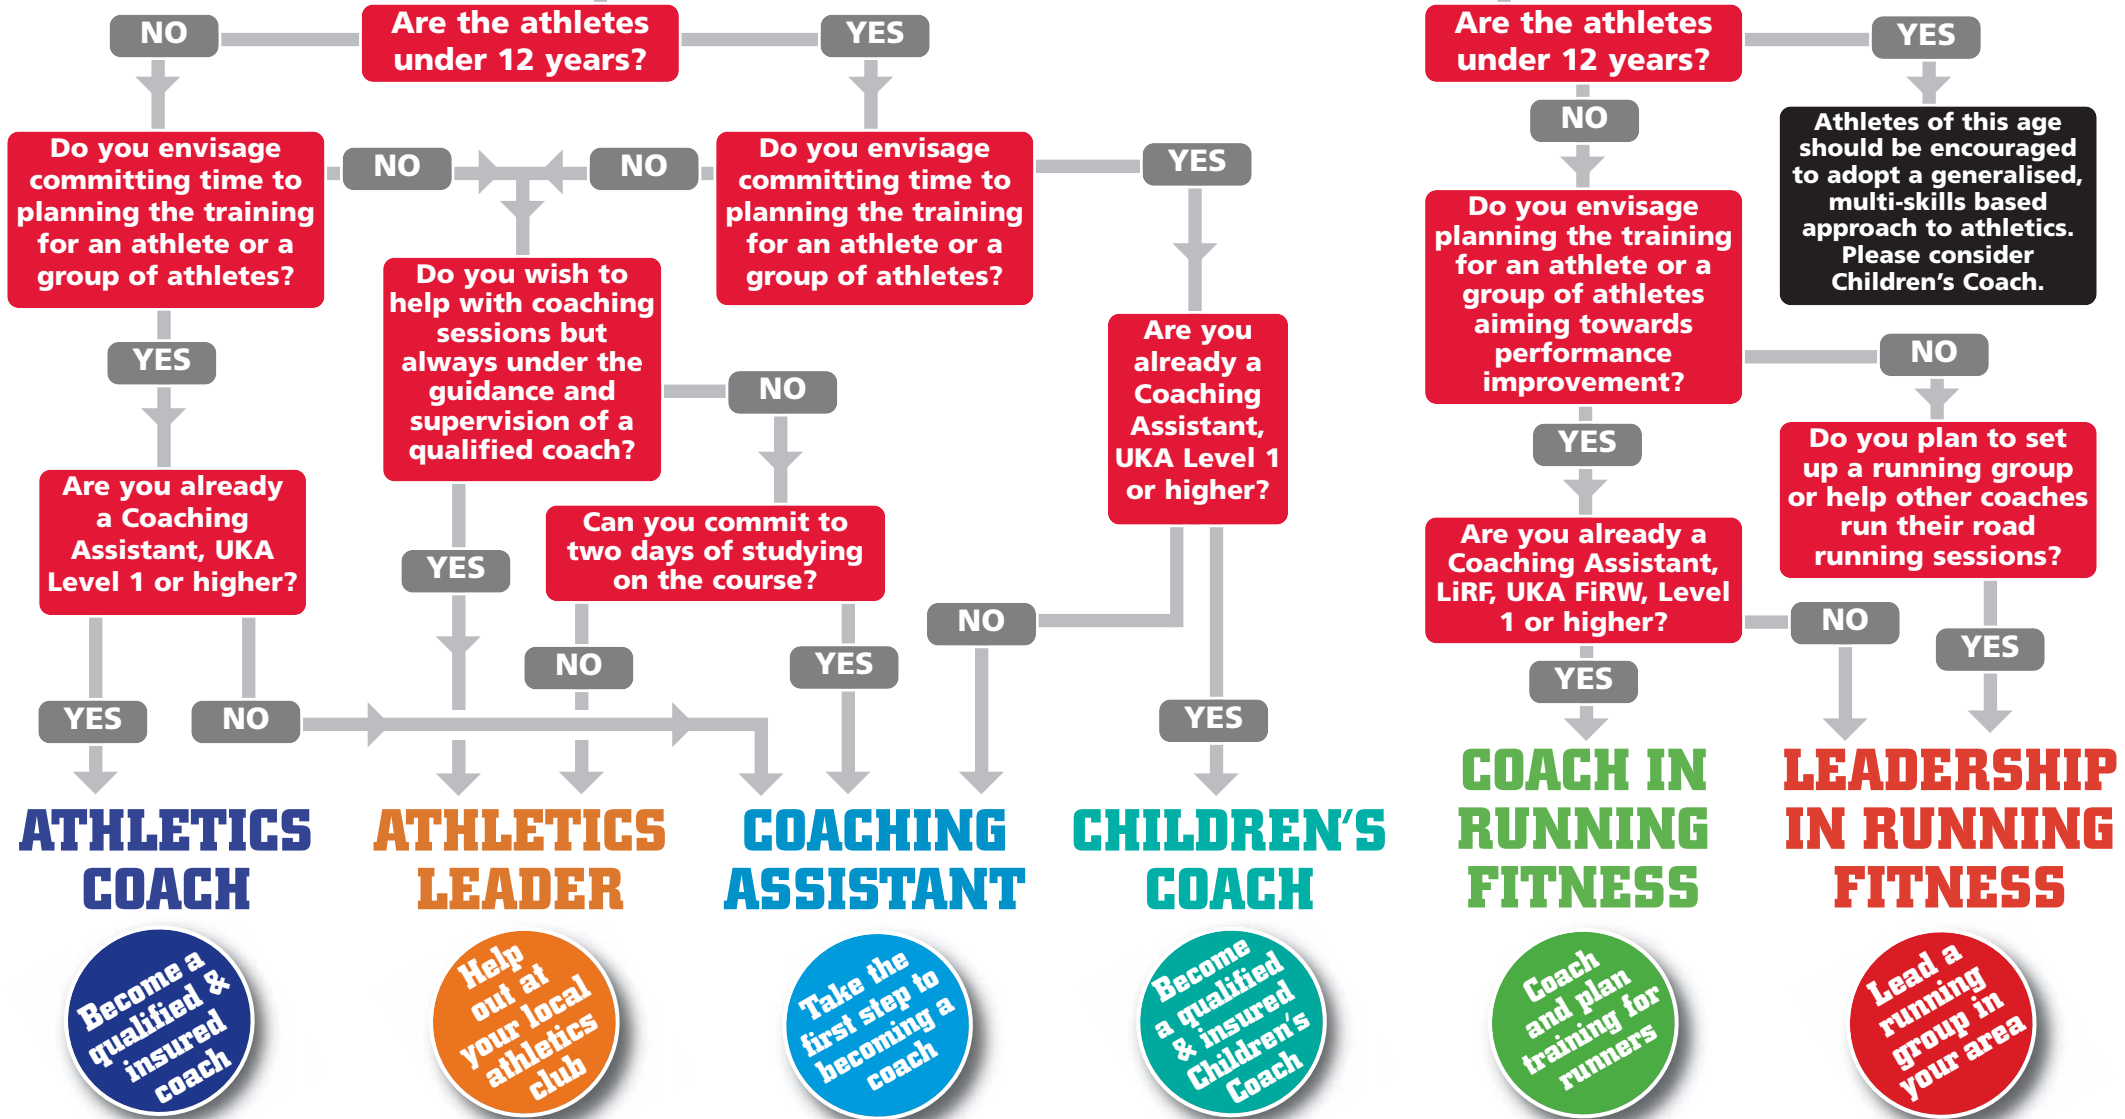 Are the athletes
under 12 years?
NO
YES
Do you envisage
committing time to
planning the training
for an athlete or a
group of athletes?
NO
NO
Do you envisage
committing time to
planning the training
for an athlete or a
group of athletes?
YES
Do you wish to
help with coaching
sessions but
always under the
guidance and
supervision of a
qualified coach?
YES
NO
Are you
already a
Coaching
Assistant,
UKA Level 1
or higher?
Are you already
a Coaching
Assistant, UKA
Level 1 or higher?
YES
Can you commit to
two days of studying
on the course?
NO
YES
NO
YES
NO
YES
ATHLETICS
COACH
ATHLETICS
LEADER
COACHING
ASSISTANT
CHILDREN'S
COACH
Become a
qualified &
insured
coach
Help
out at
your local
athletics
club
Take the
first step to
becoming a
coach
Become
a qualified
& insured
Children's
Coach
Are the athletes
under 12 years?
YES
NO
Athletes of this age
should be encouraged
to adopt a generalised,
multi-skills based
approach to athletics.
Please consider
Children's Coach.
Do you envisage
planning the training
for an athlete or a
group of athletes
aiming towards
performance
improvement?
NO
YES
Do you plan to set
up a running group
or help other coaches
run their road
running sessions?
Are you already a
Coaching Assistant,
LiRF, UKA FiRW, Level
1 or higher?
NO
YES
YES
COACH IN
RUNNING
FITNESS
LEADERSHIP
IN RUNNING
FITNESS
Coach
and plan
training for
runners
Lead a
running
group in
your area